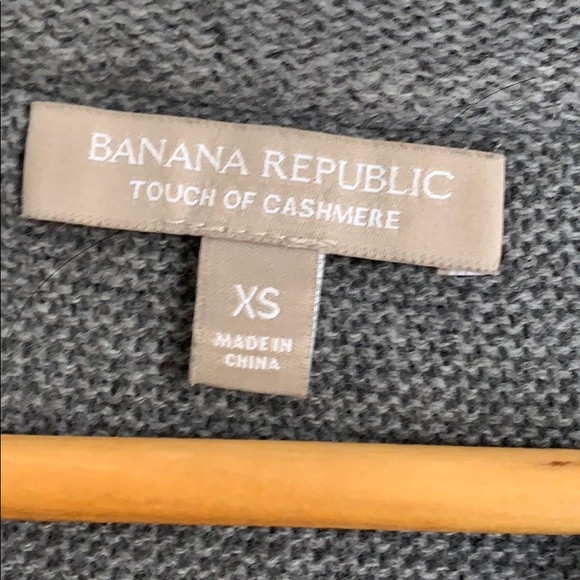 BANANA REPUBLIC
TOUCH OF CASHMERE
XS
MADE IN
CHINA